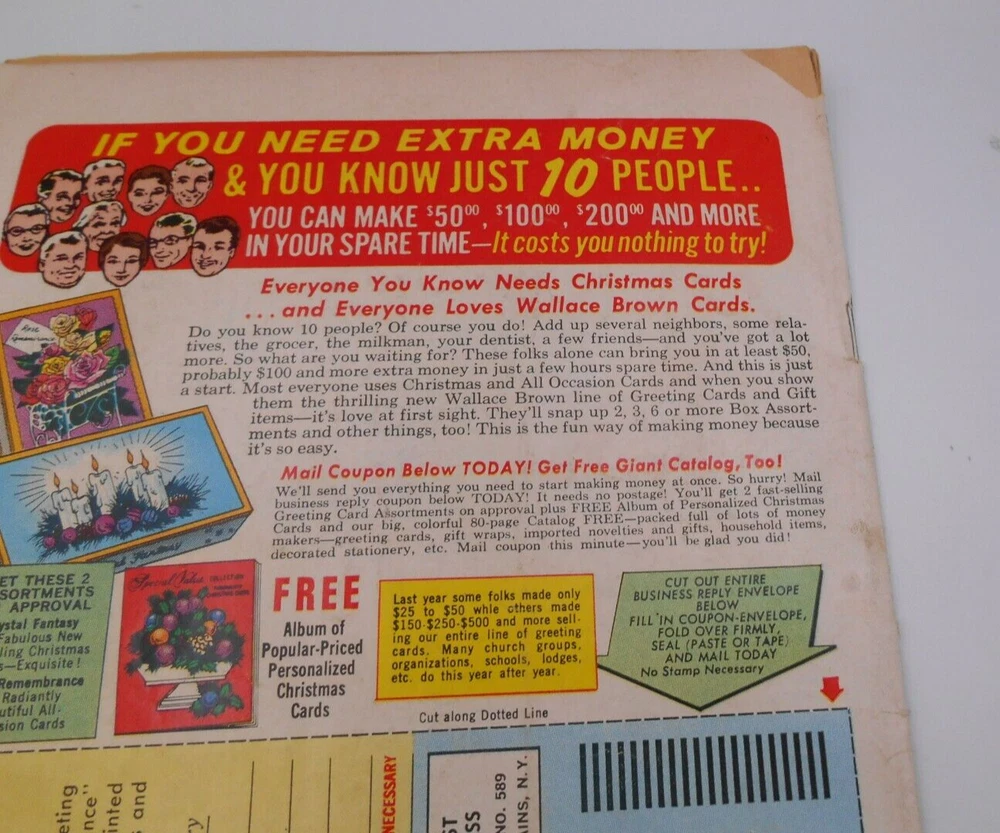 IF YOU NEED EXTRA MONEY
& YOU KNOW JUST 10 PEOPLE..
YOU CAN MAKE $50⁰⁰, $100⁰⁰, $200⁰⁰ AND MORE
IN YOUR SPARE TIME—It costs you nothing to try!
Everyone You Know Needs Christmas Cards
...and Everyone Loves Wallace Brown Cards.
Do you know 10 people? Of course you do! Add up several neighbors, some rela-
tives, the grocer, the milkman, your dentist, a few friends—and you've got a lot
more. So what are you waiting for? These folks alone can bring you in at least $50,
probably $100 and more extra money in just a few hours spare time. And this is just
a start. Most everyone uses Christmas and All Occasion Cards and when you show
them the thrilling new Wallace Brown line of Greeting Cards and Gift
items—it's love at first sight. They'll snap up 2, 3, 6 or more Box Assort-
ments and other things, too! This is the fun way of making money because
it's so easy.
Mail Coupon Below TODAY! Get Free Giant Catalog, Too!
We'll send you everything you need to start making money at once. So hurry! Mail
business reply coupon below TODAY! It needs no postage! You'll get 2 fast-selling
Greeting Card Assortments on approval plus FREE Album of Personalized Christmas
Cards and our big, colorful 80-page Catalog FREE—packed full of lots of money
makers—greeting cards, gift wraps, imported novelties and gifts, household items,
decorated stationery, etc. Mail coupon this minute—you'll be glad you did!
Fantasy
ET THESE 2
SORTMENTS
APPROVAL
ystal Fantasy
Fabulous New
ling Christmas
s—Exquisite!
Remembrance
Radiantly
utiful All-
sion Cards
Special Value
FREE
Album of
Popular-Priced
Personalized
Christmas
Cards
Last year some folks made only
$25 to $50 whle others made
$150-$250-$500 and more sell-
ing our entire line of greeting
cards. Many church groups,
organizations, schools, lodges,
etc. do this year after year.
CUT OUT ENTIRE
BUSINESS REPLY ENVELOPE
BELOW
FILL IN COUPON-ENVELOPE,
FOLD OVER FIRMLY,
SEAL (PASTE OR TAPE)
AND MAIL TODAY
No Stamp Necessary
Cut along Dotted Line
eting
nce"
inted
and
y
NECESSARY
ST
SS
NO. 589
AINS, N.Y.